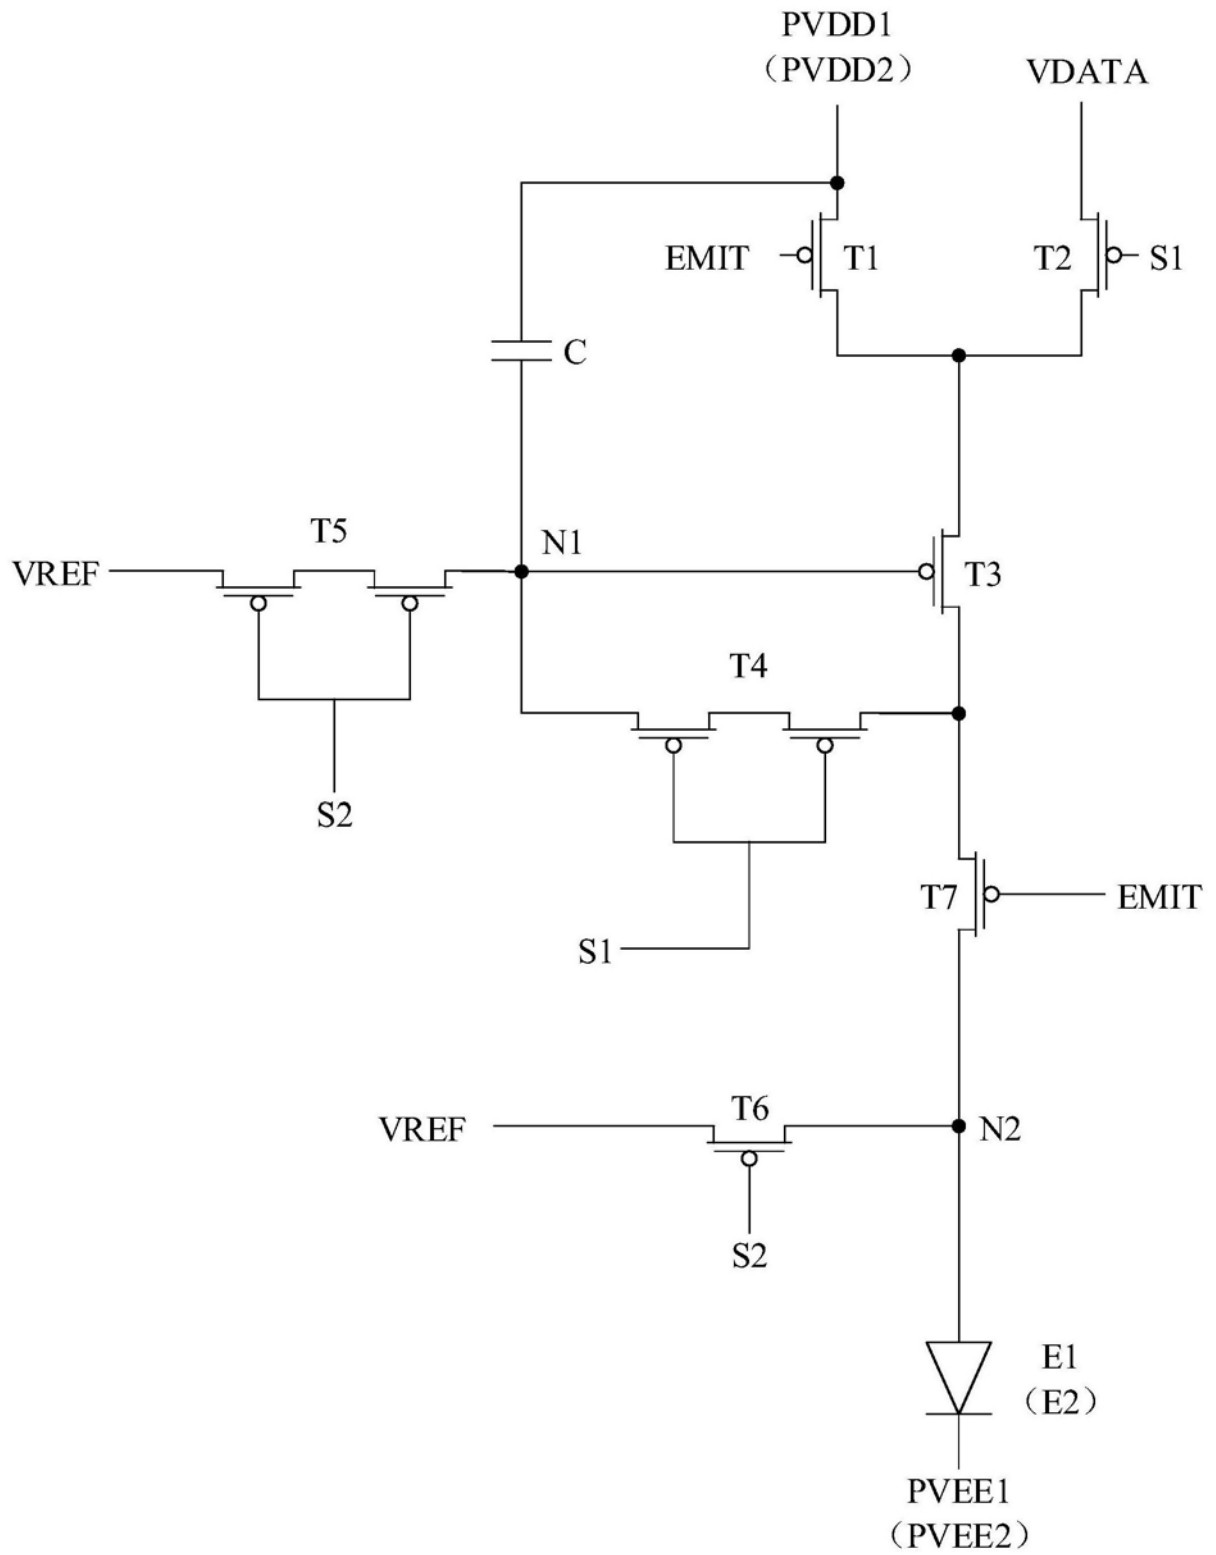 PVDD1
（PVDD2）
VDATA
EMIT
T1
T2
S1
C
T5
N1
VREF
T3
T4
S2
T7
EMIT
S1
T6
VREF
N2
S2
E1
（E2）
PVEE1
（PVEE2）